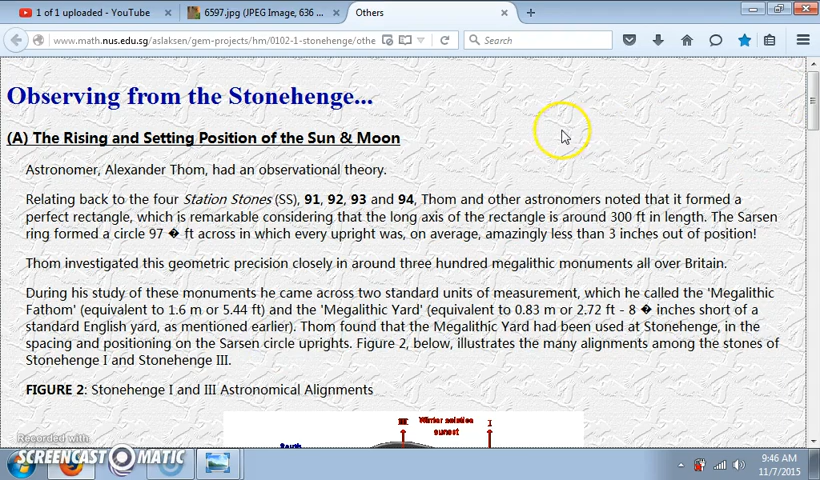 1 of 1 uploaded - YouTube
6597.jpg (JPEG Image, 636 ...
Others
www.math.nus.edu.sg/aslaksen/gem-projects/hm/0102-1-stonehenge/othe
Search
Observing from the Stonehenge...
(A) The Rising and Setting Position of the Sun & Moon
Astronomer, Alexander Thom, had an observational theory.
Relating back to the four Station Stones (SS), 91, 92, 93 and 94, Thom and other astronomers noted that it formed a
perfect rectangle, which is remarkable considering that the long axis of the rectangle is around 300 ft in length. The Sarsen
ring formed a circle 97 � ft across in which every upright was, on average, amazingly less than 3 inches out of position!
Thom investigated this geometric precision closely in around three hundred megalithic monuments all over Britain.
During his study of these monuments he came across two standard units of measurement, which he called the 'Megalithic
Fathom' (equivalent to 1.6 m or 5.44 ft) and the 'Megalithic Yard' (equivalent to 0.83 m or 2.72 ft - 8 � inches short of a
standard English yard, as mentioned earlier). Thom found that the Megalithic Yard had been used at Stonehenge, in the
spacing and positioning on the Sarsen circle uprights. Figure 2, below, illustrates the many alignments among the stones of
Stonehenge I and Stonehenge III.
FIGURE 2: Stonehenge I and III Astronomical Alignments
III Winter solstice I
sunset
South
Recorded with
SCREENCAST MATIC
9:46 AM
11/7/2015